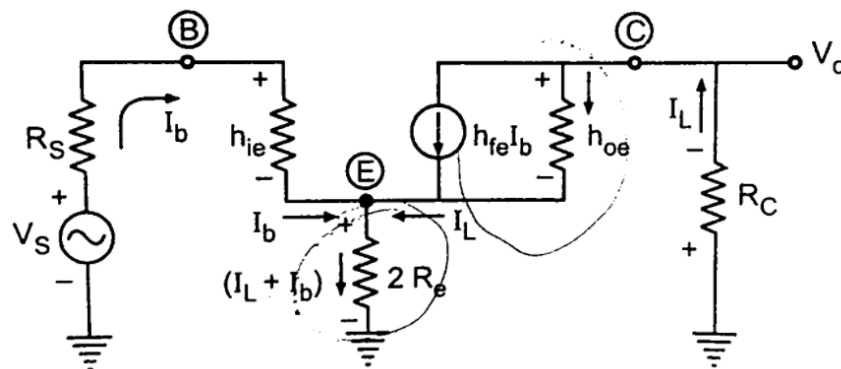 B
C
V_o
R_S
I_b
h_ie
h_fe I_b
h_oe
I_L
R_C
E
V_S
I_b
I_L
(I_L + I_b)
2 R_e
+
−
+
−
+
−
+
−
−
+